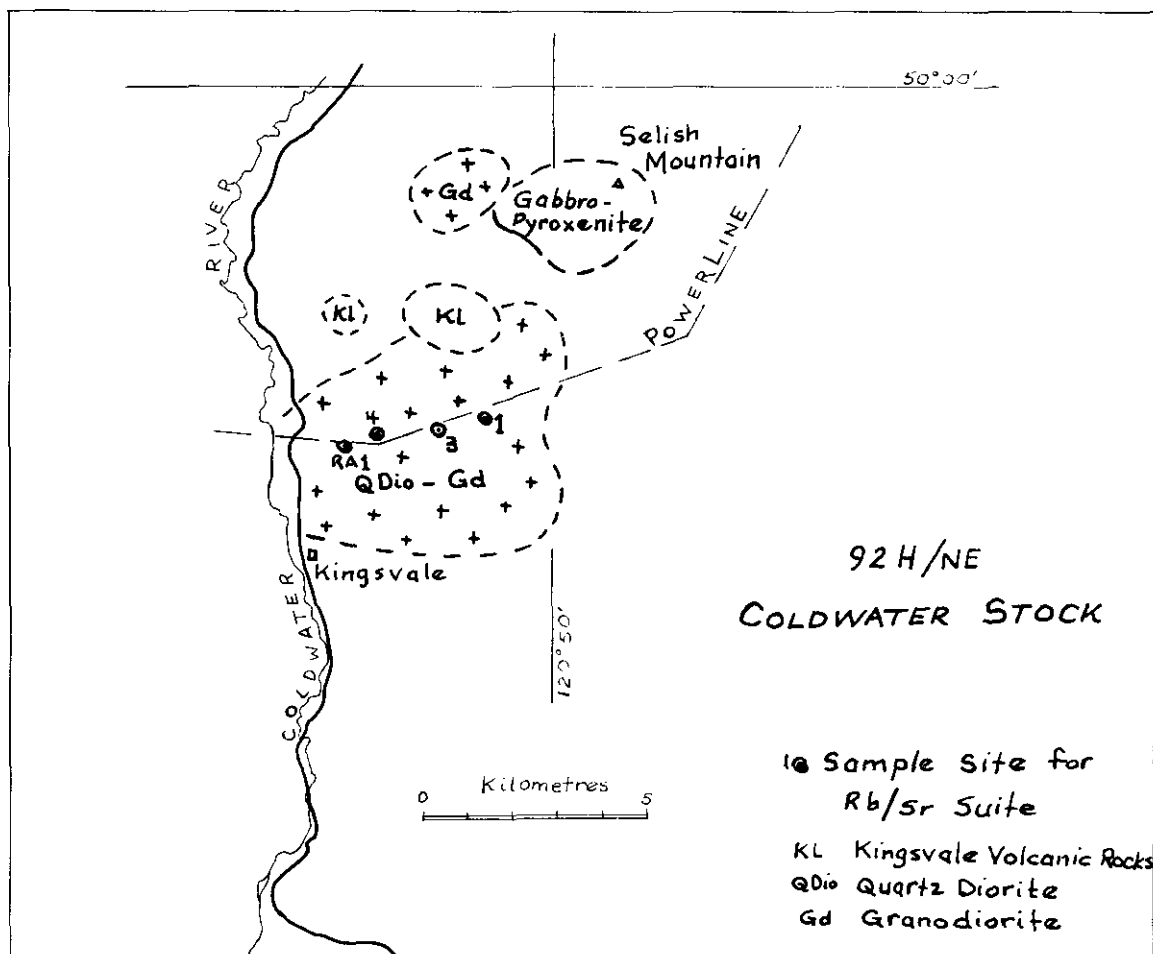 50°00'
Selish
Mountain
Gd
Gabbro-
Pyroxenite
RIVER
POWERLINE
KL
KL
4
1
3
RA1
QDio - Gd
Kingsvale
COLDWATER
120°50'
92 H/NE
COLDWATER STOCK
Kilometres
0 5
1 Sample Site for
Rb/Sr Suite
KL Kingsvale Volcanic Rocks
QDio Quartz Diorite
Gd Granodiorite